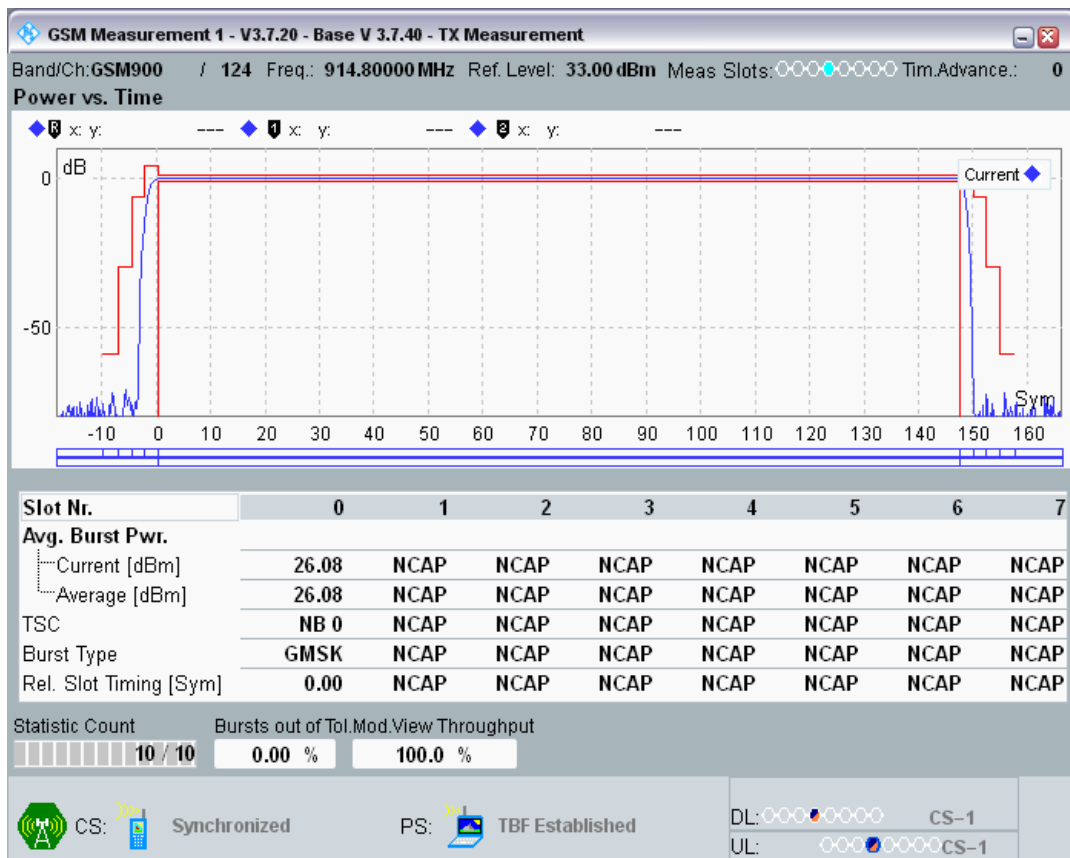 GSM Measurement 1 - V3.7.20 - Base V 3.7.40 - TX Measurement
Band/Ch:GSM900 / 124 Freq.: 914.80000 MHz Ref. Level: 33.00 dBm Meas Slots: Tim.Advance.: 0
Power vs. Time
R x: y: --- 1 x: y: --- 2 x: y: ---
dB
Current
0
-50
Sym
-10 0 10 20 30 40 50 60 70 80 90 100 110 120 130 140 150 160
Slot Nr. 0 1 2 3 4 5 6 7
Avg. Burst Pwr.
Current [dBm] 26.08 NCAP NCAP NCAP NCAP NCAP NCAP NCAP
Average [dBm] 26.08 NCAP NCAP NCAP NCAP NCAP NCAP NCAP
TSC NB 0 NCAP NCAP NCAP NCAP NCAP NCAP NCAP
Burst Type GMSK NCAP NCAP NCAP NCAP NCAP NCAP NCAP
Rel. Slot Timing [Sym] 0.00 NCAP NCAP NCAP NCAP NCAP NCAP NCAP
Statistic Count Bursts out of Tol.Mod.View Throughput
10 / 10 0.00 % 100.0 %
CS: Synchronized PS: TBF Established
DL: CS-1
UL: CS-1